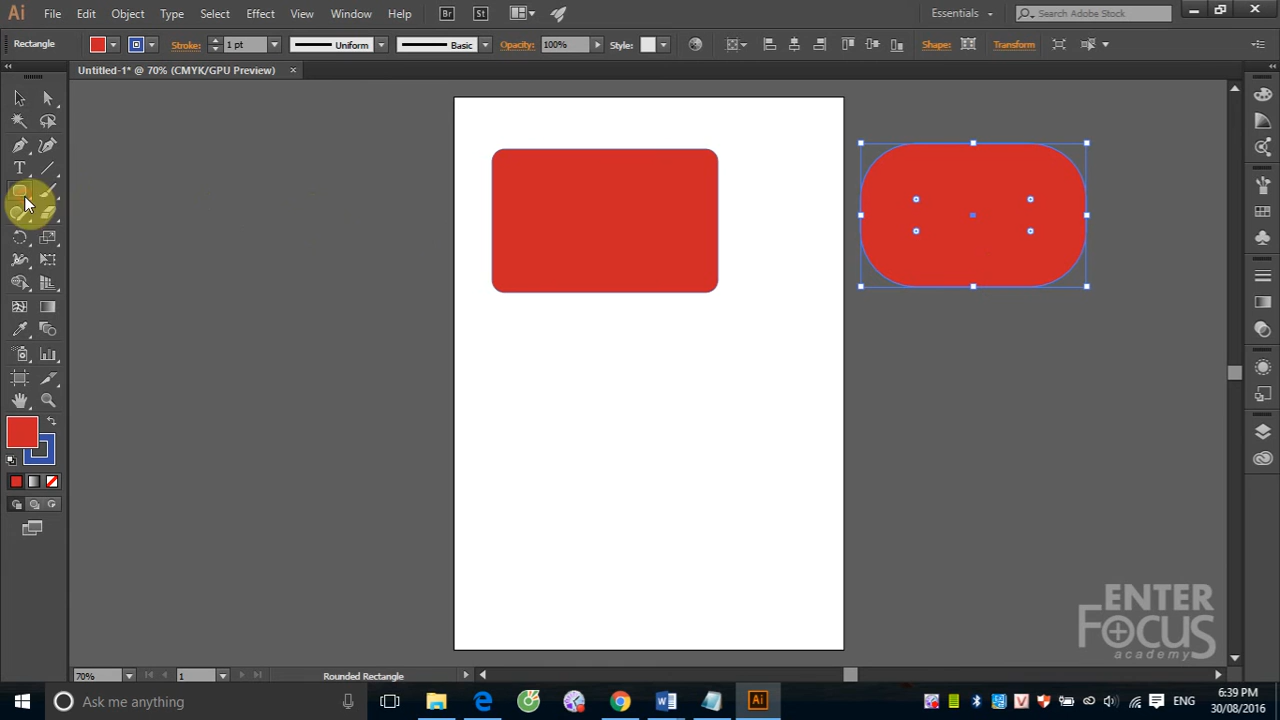 Ai File Edit Object Type Select Effect View Window Help Br St Essentials Search Adobe Stock
Rectangle Stroke: 1 pt Uniform Basic Opacity: 100% Style: Shape: Transform
Untitled-1* @ 70% (CMYK/GPU Preview) ×
T
ENTER
FOCUS
academy
70% 1 Rounded Rectangle
Ask me anything Ai ENG 6:39 PM
30/08/2016